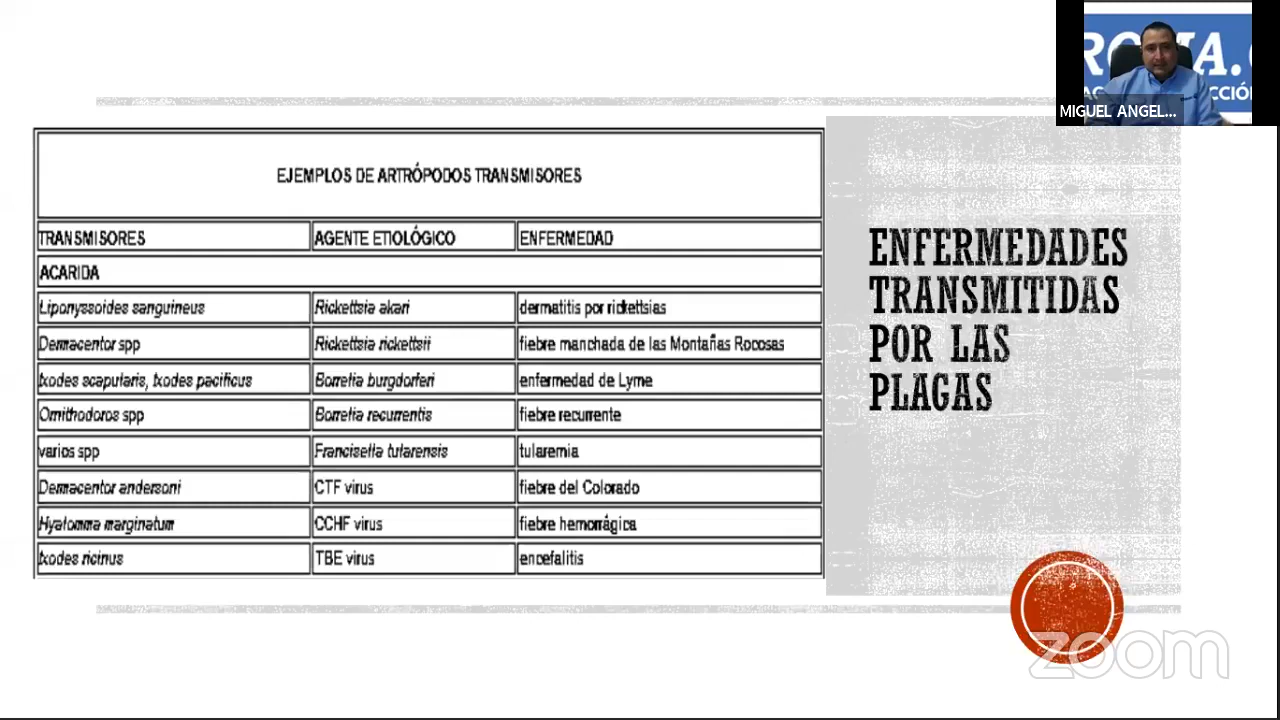 MIGUEL ANGEL...
EJEMPLOS DE ARTRÓPODOS TRANSMISORES
TRANSMISORES AGENTE ETIOLÓGICO ENFERMEDAD
ACARIDA
Liponyssoides sanguineus Rickettsia akari dermatitis por rickettsias
Dermacentor spp Rickettsia rickettsii fiebre manchada de las Montañas Rocosas
Ixodes scapularis, Ixodes pacificus Borrelia burgdorferi enfermedad de Lyme
Ornithodoros spp Borrelia recurrentis fiebre recurrente
varios spp Francisella tularensis tularemia
Dermacentor andersoni CTF virus fiebre del Colorado
Hyalomma marginatum CCHF virus fiebre hemorrágica
Ixodes ricinus TBE virus encefalitis
ENFERMEDADES
TRANSMITIDAS
POR LAS
PLAGAS
zoom